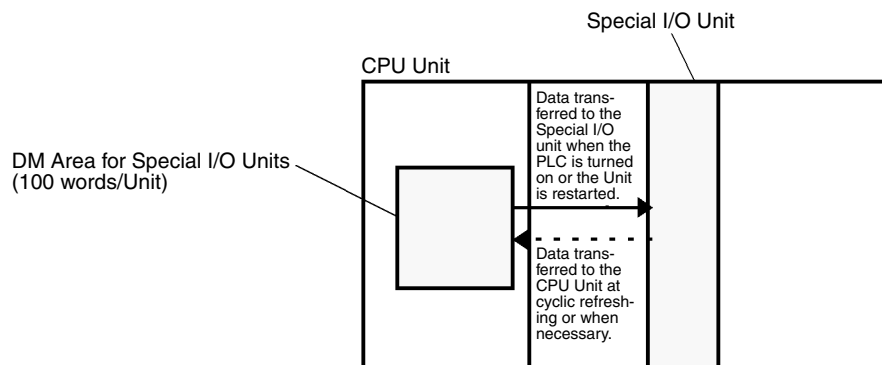 Special I/O Unit
CPU Unit
Data trans-
ferred to the
Special I/O
unit when the
PLC is turned
on or the Unit
is restarted.
DM Area for Special I/O Units
(100 words/Unit)
Data trans-
ferred to the
CPU Unit at
cyclic refresh-
ing or when
necessary.